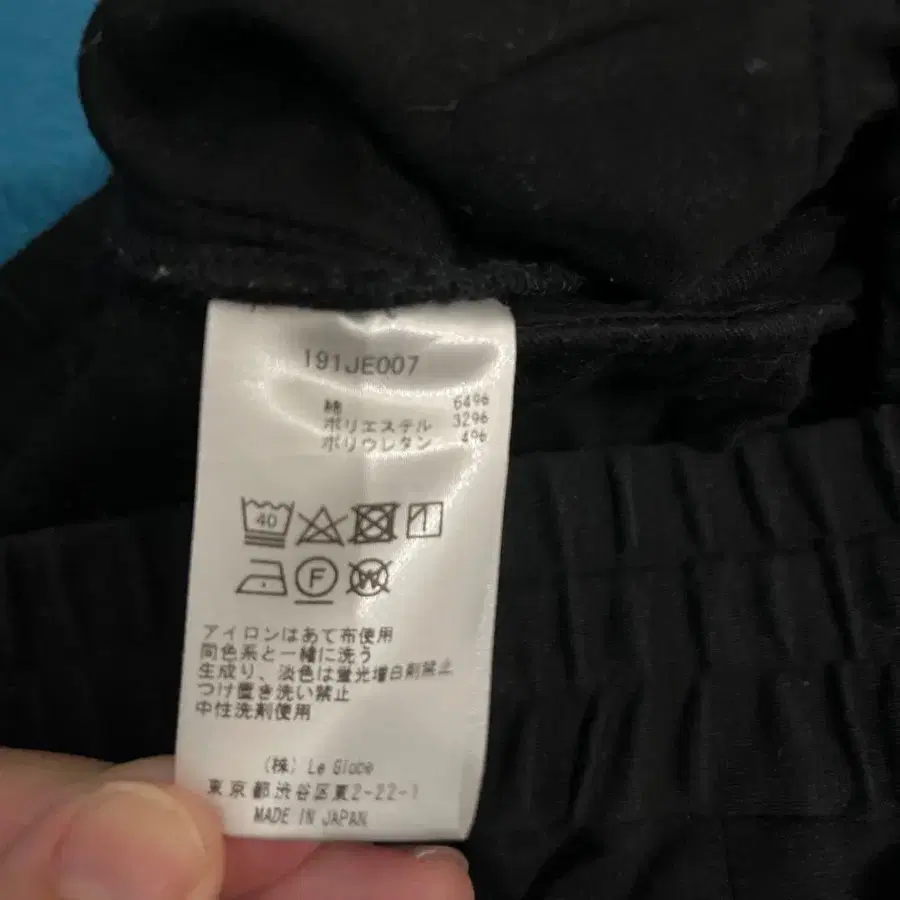 191JE007
綿 64%
ポリエステル 32%
ポリウレタン 4%
40
F
W
アイロンはあて布使用
同色系と一緒に洗う
生成り、淡色は蛍光増白剤禁止
つけ置き洗い禁止
中性洗剤使用
(株) Le Globe
東京都渋谷区東2-22-1
MADE IN JAPAN